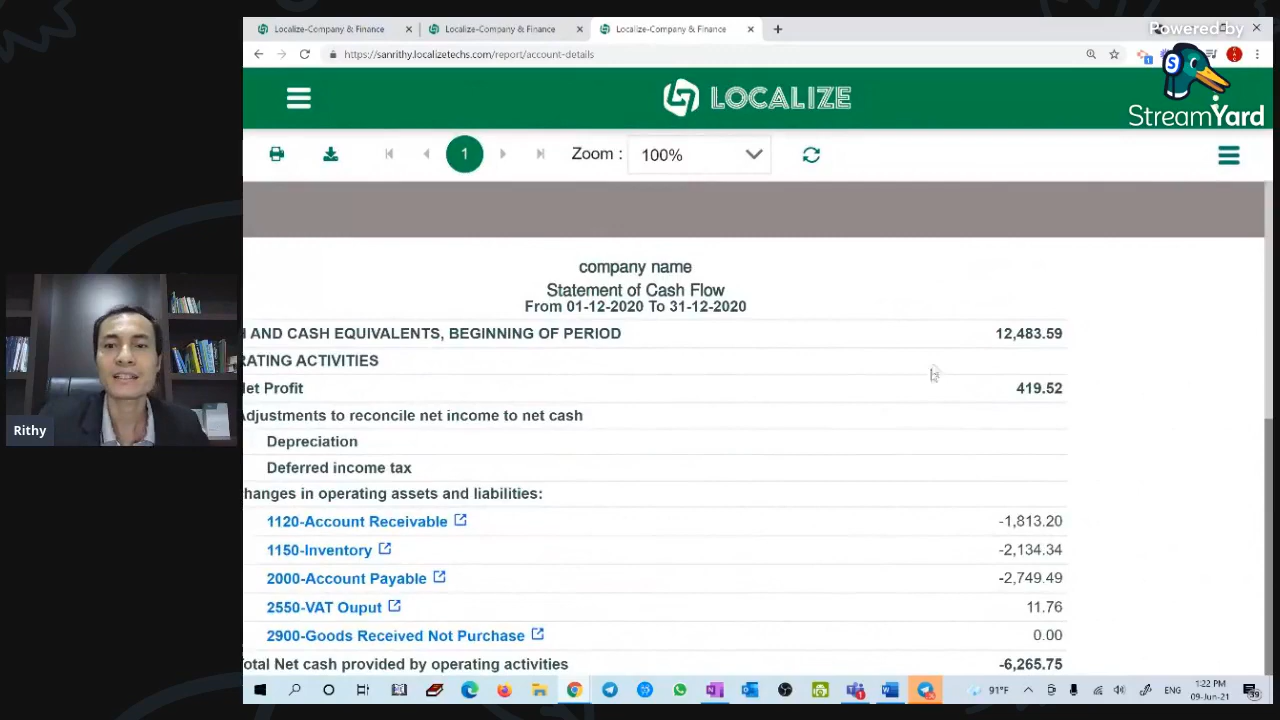 Localize-Company & Finance
Localize-Company & Finance
Localize-Company & Finance
Powered by
https://sanrithy.localizetechs.com/report/account-details
LOCALIZE
StreamYard
1
Zoom :
100%
company name
Statement of Cash Flow
From 01-12-2020 To 31-12-2020
AND CASH EQUIVALENTS, BEGINNING OF PERIOD 12,483.59
RATING ACTIVITIES
et Profit 419.52
djustments to reconcile net income to net cash
Depreciation
Deferred income tax
hanges in operating assets and liabilities:
1120-Account Receivable -1,813.20
1150-Inventory -2,134.34
2000-Account Payable -2,749.49
2550-VAT Ouput 11.76
2900-Goods Received Not Purchase 0.00
otal Net cash provided by operating activities -6,265.75
Rithy
91°F
ENG
1:22 PM
09-Jun-21